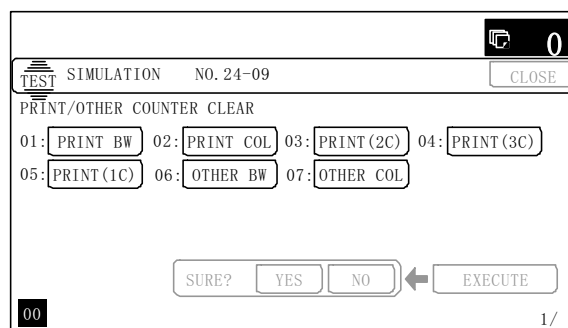 0
TEST SIMULATION NO. 24-09 CLOSE
PRINT/OTHER COUNTER CLEAR
01: PRINT BW 02: PRINT COL 03: PRINT(2C) 04: PRINT(3C)
05: PRINT(1C) 06: OTHER BW 07: OTHER COL
SURE? YES NO EXECUTE
00 1/